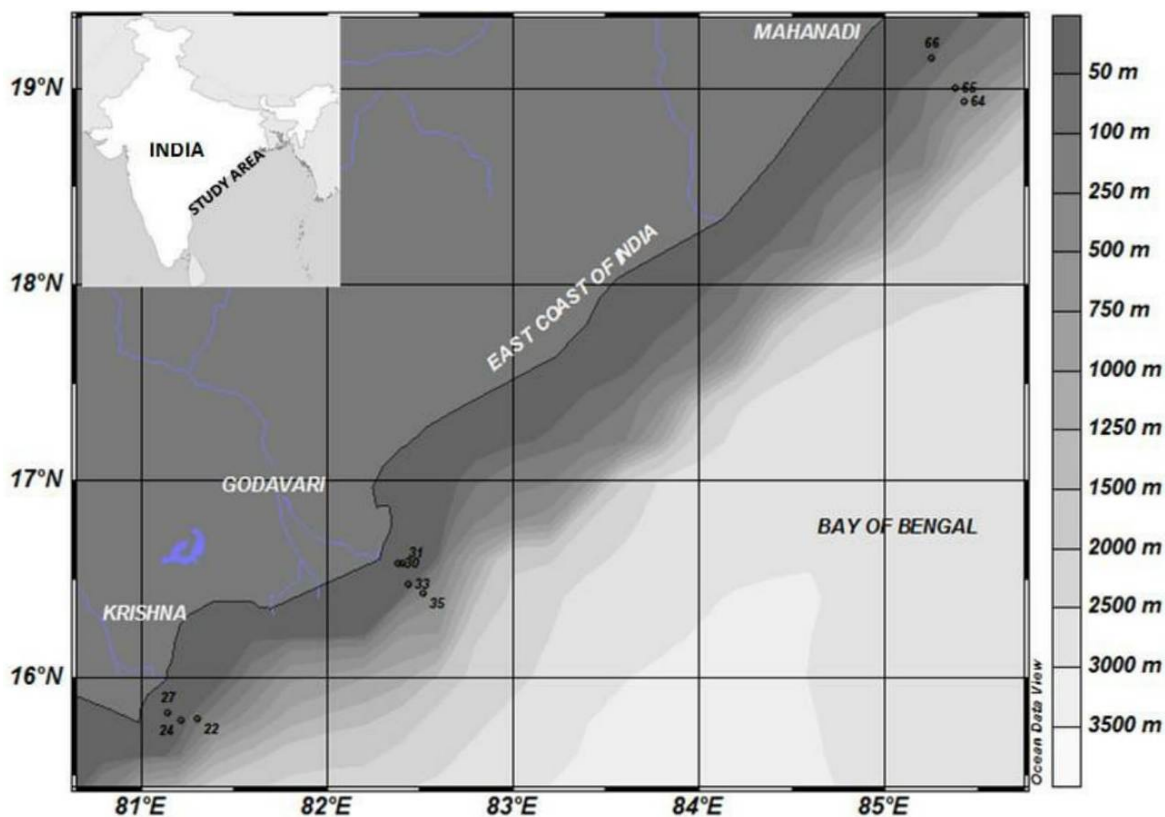 MAHANADI
66
65
64
50 m
100 m
250 m
500 m
750 m
1000 m
1250 m
1500 m
2000 m
2500 m
3000 m
3500 m
19°N
18°N
17°N
16°N
INDIA
STUDY AREA
EAST COAST OF INDIA
GODAVARI
BAY OF BENGAL
31
30
33
35
KRISHNA
27
24
22
Ocean Data View
81°E
82°E
83°E
84°E
85°E